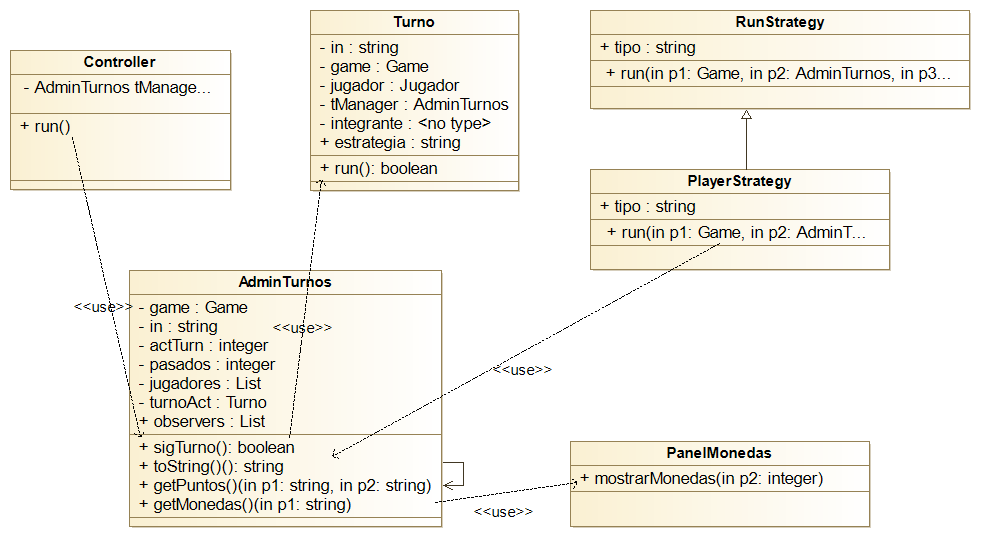 Controller
- AdminTurnos tManage...
+ run()
Turno
- in : string
- game : Game
- jugador : Jugador
- tManager : AdminTurnos
- integrante : <no type>
+ estrategia : string
+ run(): boolean
RunStrategy
+ tipo : string
+ run(in p1: Game, in p2: AdminTurnos, in p3...
PlayerStrategy
+ tipo : string
+ run(in p1: Game, in p2: AdminT...
<<use>>
<<use>>
<<use>>
AdminTurnos
- game : Game
- in : string
- actTurn : integer
- pasados : integer
- jugadores : List
- turnoAct : Turno
+ observers : List
+ sigTurno(): boolean
+ toString()(): string
+ getPuntos()(in p1: string, in p2: string)
+ getMonedas()(in p1: string)
<<use>>
PanelMonedas
+ mostrarMonedas(in p2: integer)